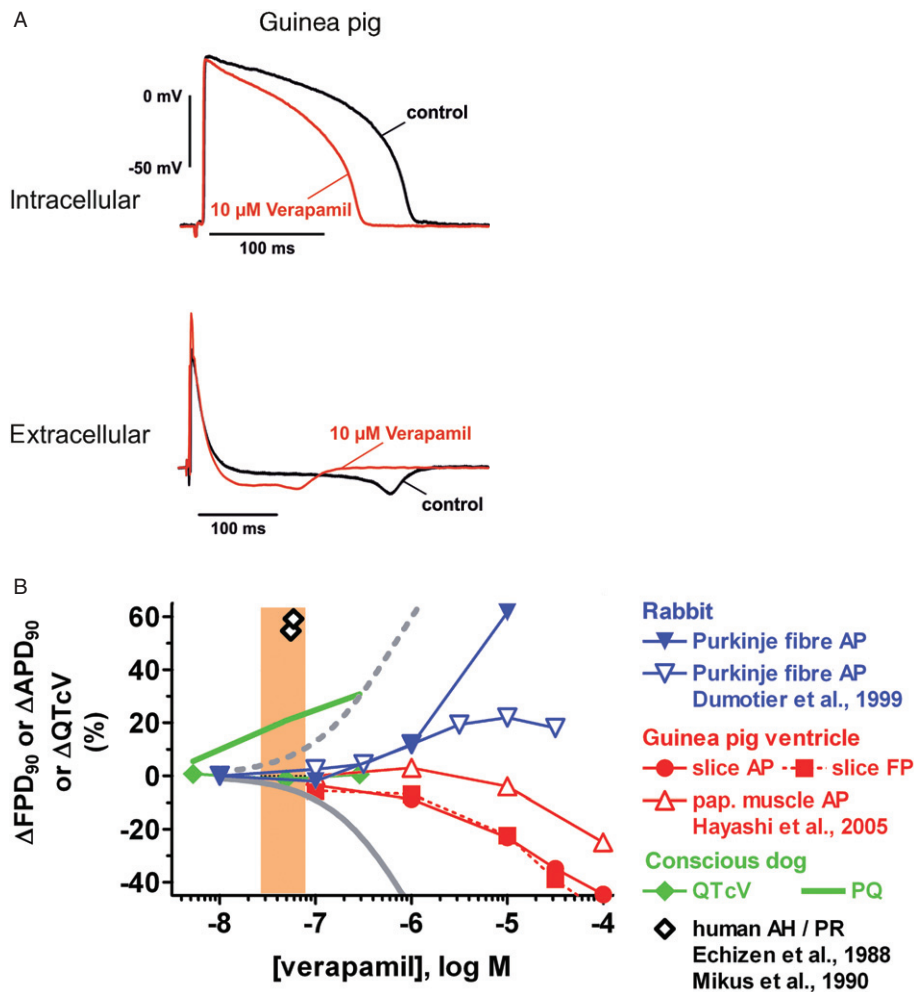 A
Guinea pig
0 mV
-50 mV
control
10 µM Verapamil
Intracellular
100 ms
10 µM Verapamil
Extracellular
control
100 ms
B
ΔFPD90 or ΔAPD90
or ΔQTcV
(%)
60
40
20
0
-20
-40
-8
-7
-6
-5
-4
[verapamil], log M
Rabbit
Purkinje fibre AP
Purkinje fibre AP
Dumotier et al., 1999
Guinea pig ventricle
slice AP slice FP
pap. muscle AP
Hayashi et al., 2005
Conscious dog
QTcV PQ
human AH / PR
Echizen et al., 1988
Mikus et al., 1990